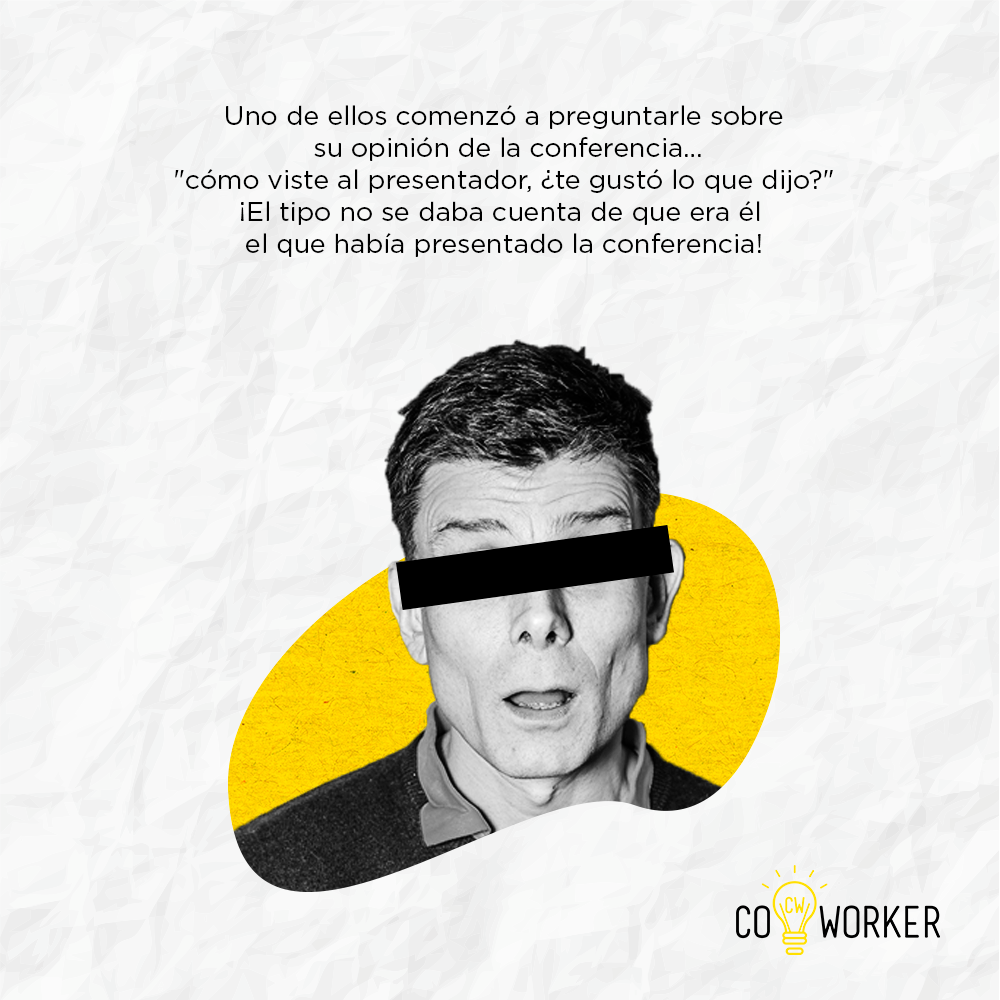 Uno de ellos comenzó a preguntarle sobre
su opinión de la conferencia...
"cómo viste al presentador, ¿te gustó lo que dijo?"
¡El tipo no se daba cuenta de que era él
el que había presentado la conferencia!
CW
CO WORKER